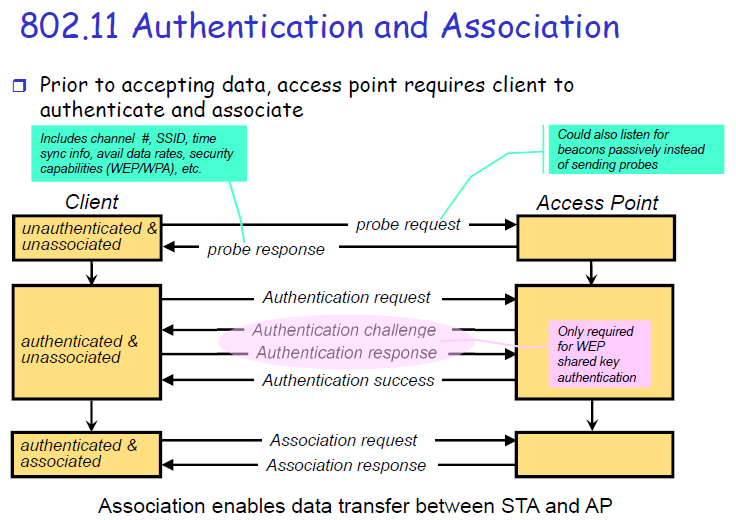 802.11 Authentication and Association
Prior to accepting data, access point requires client to
authenticate and associate
Includes channel #, SSID, time
sync info, avail data rates, security
capabilities (WEP/WPA), etc.
Could also listen for
beacons passively instead
of sending probes
Client
Access Point
unauthenticated &
unassociated
probe request
probe response
authenticated &
unassociated
Authentication request
Authentication challenge
Authentication response
Authentication success
Only required
for WEP
shared key
authentication
authenticated &
associated
Association request
Association response
Association enables data transfer between STA and AP